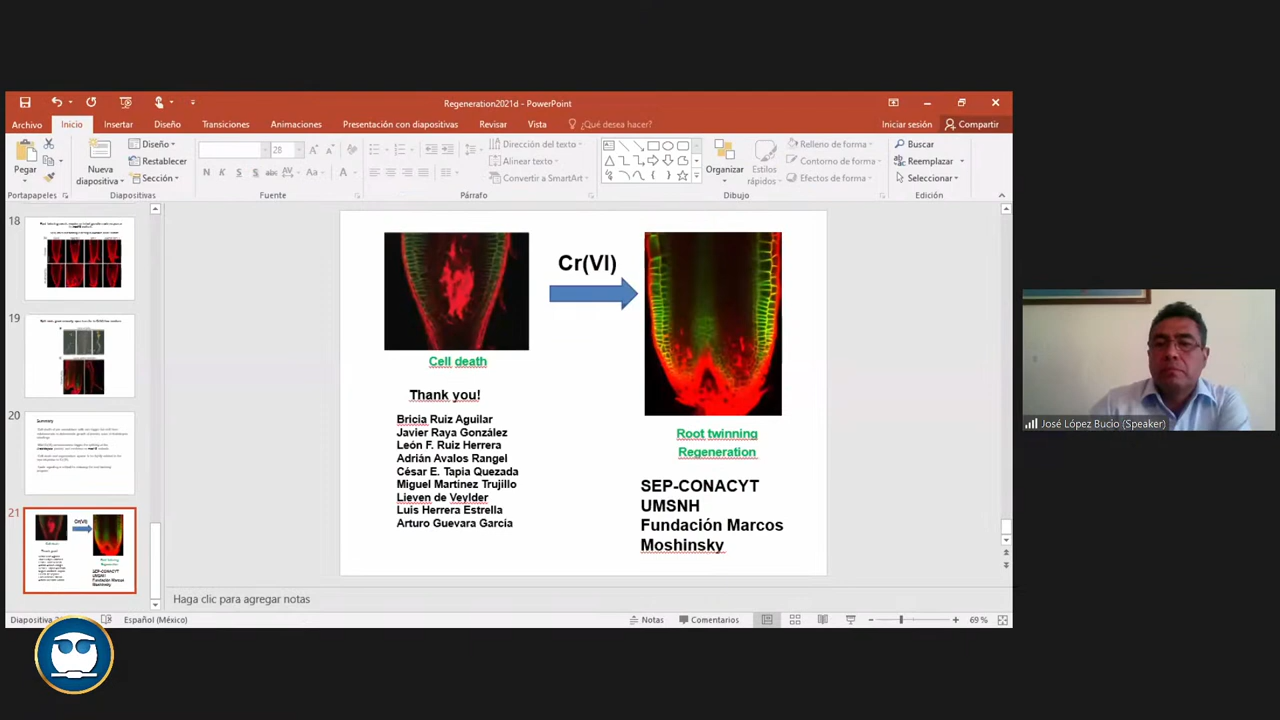 Regeneration2021d - PowerPoint
Archivo
Inicio
Insertar
Diseño
Transiciones
Animaciones
Presentación con diapositivas
Revisar
Vista
¿Qué desea hacer?
Iniciar sesión
Compartir
Pegar
Portapapeles
Nueva
diapositiva
Diseño
Restablecer
Sección
Diapositivas
28
N K S S abc AV Aa A
Fuente
Dirección del texto
Alinear texto
Convertir a SmartArt
Párrafo
Organizar
Estilos
rápidos
Relleno de forma
Contorno de forma
Efectos de forma
Dibujo
Buscar
Reemplazar
Seleccionar
Edición
18
19
20
Summary
21
Cr(VI)
Cell death
Thank you!
Bricia Ruiz Aguilar
Javier Raya González
León F. Ruiz Herrera
Adrián Avalos Rangel
César E. Tapia Quezada
Miguel Martínez Trujillo
Lieven de Veylder
Luis Herrera Estrella
Arturo Guevara García
Root twinning
Regeneration
SEP-CONACYT
UMSNH
Fundación Marcos
Moshinsky
José López Bucio (Speaker)
Haga clic para agregar notas
Diapositiva
Español (México)
Notas
Comentarios
69 %